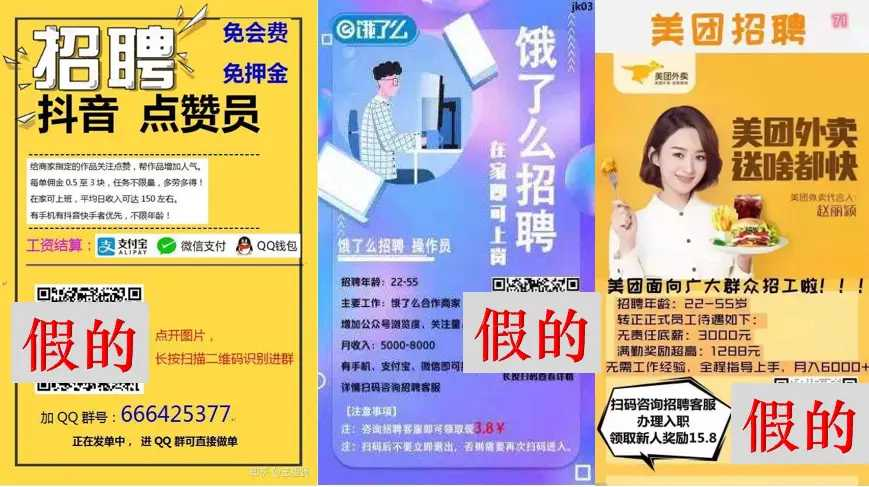 招聘
免会费
免押金
抖音 点赞员
给商家指定的作品关注点赞，帮作品增加人气。
每单佣金 0.5 至 3 块，任务不限量，多劳多得！
在家可上班，平均日收入可达 150 左右。
有手机有抖音快手者优先，不限年龄！
工资结算：
支付宝
ALIPAY
微信支付
QQ钱包
假的
点开图片，
长按扫描二维码识别进群
加 QQ 群号：666425377.
正在发单中， 进 QQ 群可直接做单
jk03
饿了么
饿了么招聘
在家即可上岗
饿了么招聘 操作员
招聘年龄：22-55
主要工作：饿了么合作商家
增加公众号浏览度、关注量
月收入：5000-8000
有手机、支付宝、微信即可
详情扫码咨询招聘客服
假的
长按扫码查看详细
【注意事项】
注：咨询招聘客服即可领取现3.8¥
注：扫码后不要立即退出，否则需要再次扫码进入。
美团招聘
71
美团外卖
美团外卖
送啥都快
美团外卖代言人：
赵丽颖
美团面向广大群众招工啦！！！
招聘年龄：22-55岁
转正正式员工待遇如下：
无责任底薪：3000元
满勤奖励超高：1288元
无需工作经验，全程指导上手，月入6000+
扫码咨询招聘客服
办理入职
领取新人奖励15.8
假的